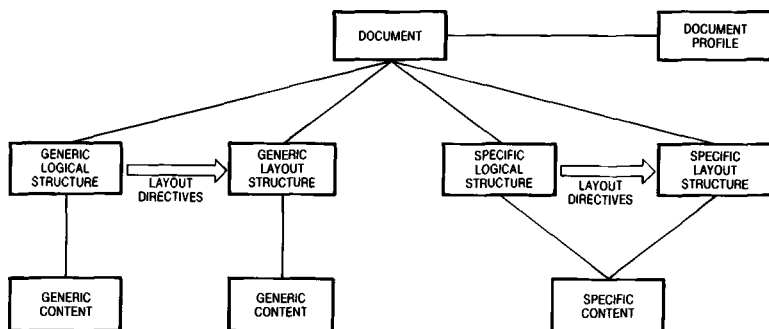 DOCUMENT
DOCUMENT
PROFILE
GENERIC
LOGICAL
STRUCTURE
LAYOUT
DIRECTIVES
GENERIC
LAYOUT
STRUCTURE
SPECIFIC
LOGICAL
STRUCTURE
LAYOUT
DIRECTIVES
SPECIFIC
LAYOUT
STRUCTURE
GENERIC
CONTENT
GENERIC
CONTENT
SPECIFIC
CONTENT